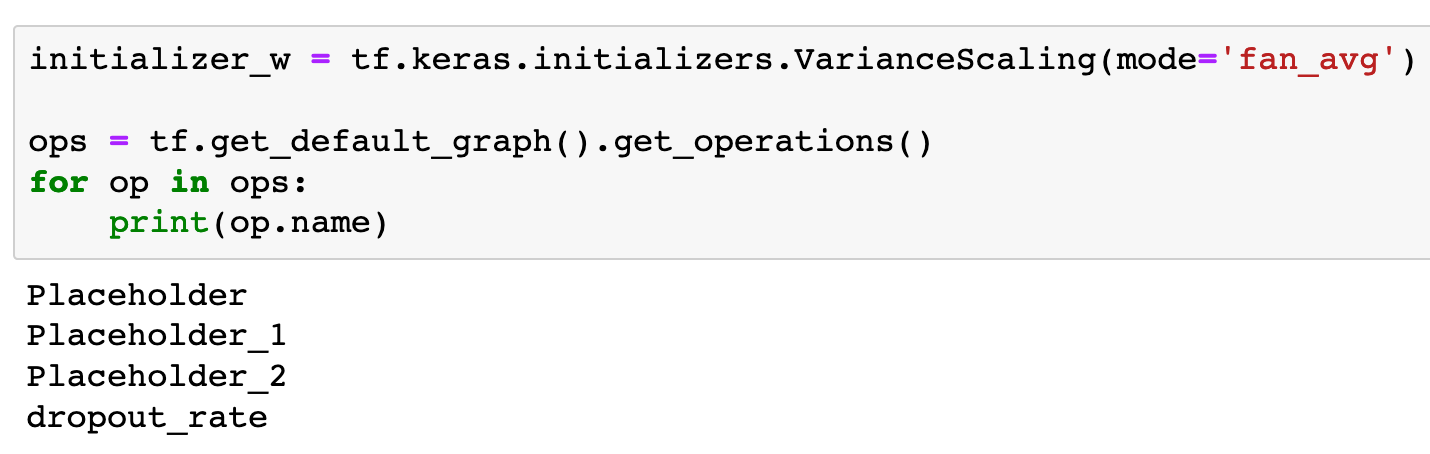 initializer_w = tf.keras.initializers.VarianceScaling(mode='fan_avg')
ops = tf.get_default_graph().get_operations()
for op in ops:
    print(op.name)
Placeholder
Placeholder_1
Placeholder_2
dropout_rate